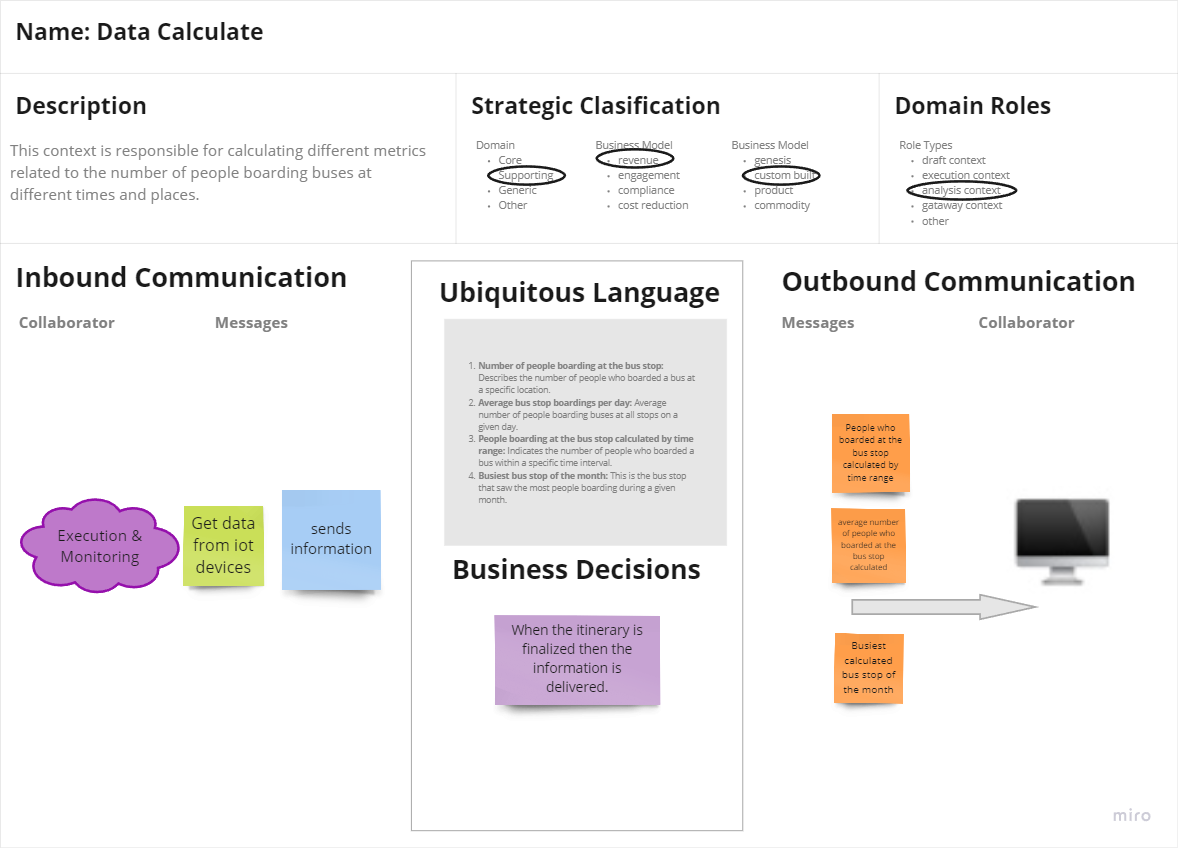 Name: Data Calculate
Description
This context is responsible for calculating different metrics
related to the number of people boarding buses at
different times and places.
Strategic Clasification
Domain
• Core
• Supporting
• Generic
• Other
Business Model
• revenue
• engagement
• compliance
• cost reduction
Business Model
• genesis
• custom built
• product
• commodity
Domain Roles
Role Types
• draft context
• execution context
• analysis context
• gataway context
• other
Inbound Communication
Collaborator
Messages
Execution &
Monitoring
Get data
from iot
devices
sends
information
Ubiquitous Language
1. Number of people boarding at the bus stop:
Describes the number of people who boarded a bus at
a specific location.
2. Average bus stop boardings per day: Average
number of people boarding buses at all stops on a
given day.
3. People boarding at the bus stop calculated by time
range: Indicates the number of people who boarded a
bus within a specific time interval.
4. Busiest bus stop of the month: This is the bus stop
that saw the most people boarding during a given
month.
Business Decisions
When the itinerary is
finalized then the
information is
delivered.
Outbound Communication
Messages
Collaborator
People who
boarded at the
bus stop
calculated by
time range
average number
of people who
boarded at the
bus stop
calculated
Busiest
calculated
bus stop of
the month
miro